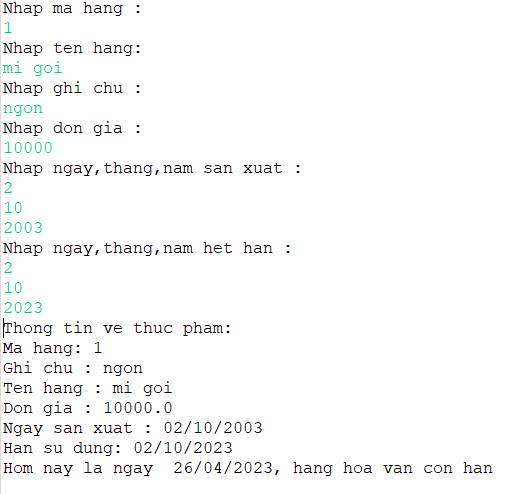 Nhap ma hang :
1
Nhap ten hang:
mi goi
Nhap ghi chu :
ngon
Nhap don gia :
10000
Nhap ngay,thang,nam san xuat :
2
10
2003
Nhap ngay,thang,nam het han :
2
10
2023
Thong tin ve thuc pham:
Ma hang: 1
Ghi chu : ngon
Ten hang : mi goi
Don gia : 10000.0
Ngay san xuat : 02/10/2003
Han su dung: 02/10/2023
Hom nay la ngay  26/04/2023, hang hoa van con han